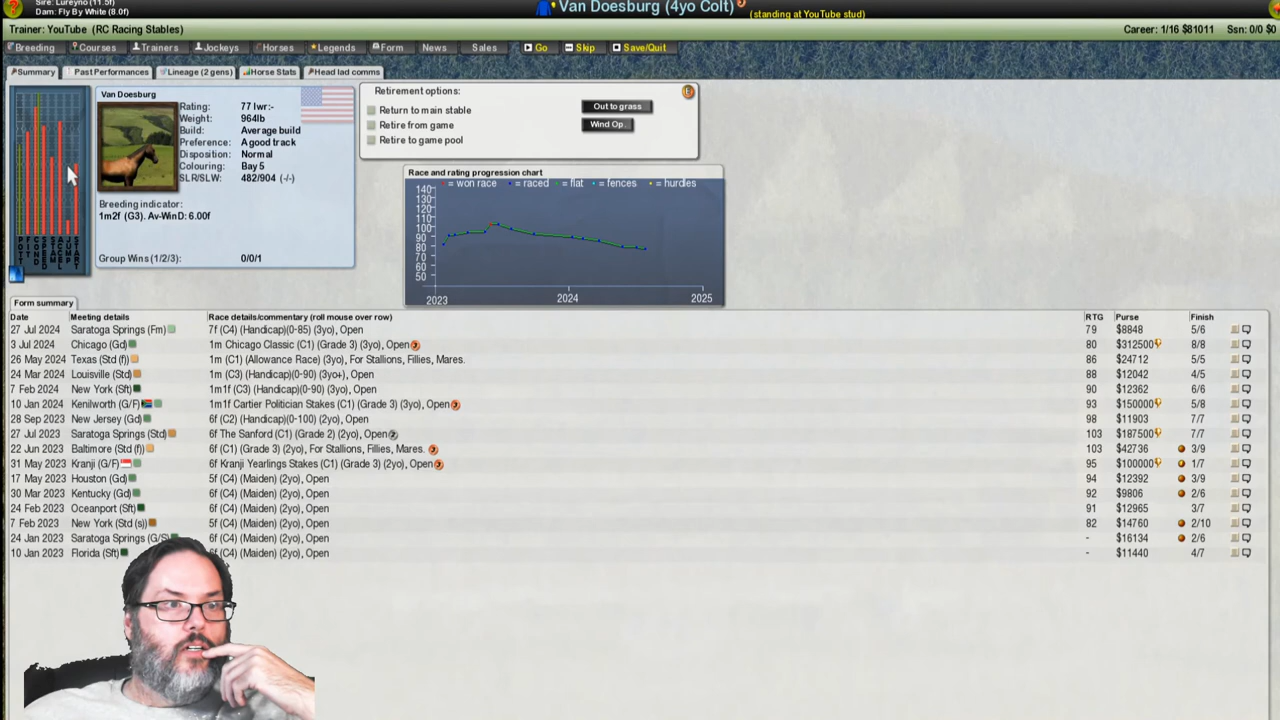 Sire: Lureyno (11.5f)
Dam: Fly By White (8.0f)
Van Doesburg (4yo Colt)
(standing at YouTube stud)
Trainer: YouTube (RC Racing Stables)
Career: 1/16 $81011 Ssn: 0/0 $0
Breeding Courses Trainers Jockeys Horses Legends Form News Sales Go Skip Save/Quit
Summary Past Performances Lineage (2 gens) Horse Stats Head lad comms
Van Doesburg
Rating: 77 lwr:-
Weight: 964lb
Build: Average build
Preference: A good track
Disposition: Normal
Colouring: Bay 5
SLR/SLW: 482/904 (-/-)
Breeding indicator:
1m2f (G3). Av-WinD: 6.00f
Group Wins (1/2/3): 0/0/1
Retirement options:
Return to main stable
Retire from game
Retire to game pool
Out to grass
Wind Op.
Race and rating progression chart
= won race = raced = flat = fences = hurdles
140
130
120
110
100
90
80
70
60
50
2023 2024 2025
Form summary
Date Meeting details Race details/commentary (roll mouse over row) RTG Purse Finish
27 Jul 2024 Saratoga Springs (Fm) 7f (C4) (Handicap)(0-85) (3yo), Open 79 $8848 5/6
3 Jul 2024 Chicago (Gd) 1m Chicago Classic (C1) (Grade 3) (3yo), Open 80 $312500 8/8
26 May 2024 Texas (Std (f)) 1m (C1) (Allowance Race) (3yo), For Stallions, Fillies, Mares. 86 $24712 5/5
24 Mar 2024 Louisville (Std) 1m (C3) (Handicap)(0-90) (3yo+), Open 88 $12042 4/5
7 Feb 2024 New York (Sft) 1m1f (C3) (Handicap)(0-90) (3yo), Open 90 $12362 6/6
10 Jan 2024 Kenilworth (G/F) 1m1f Cartier Politician Stakes (C1) (Grade 3) (3yo), Open 93 $150000 5/8
28 Sep 2023 New Jersey (Gd) 6f (C2) (Handicap)(0-100) (2yo), Open 98 $11903 7/7
27 Jul 2023 Saratoga Springs (Std) 6f The Sanford (C1) (Grade 2) (2yo), Open 103 $187500 7/7
22 Jun 2023 Baltimore (Std (f)) 6f (C1) (Grade 3) (2yo), For Stallions, Fillies, Mares. 103 $42736 3/9
31 May 2023 Kranji (G/F) 6f Kranji Yearlings Stakes (C1) (Grade 3) (2yo), Open 95 $100000 1/7
17 May 2023 Houston (Gd) 5f (C4) (Maiden) (2yo), Open 94 $12392 3/9
30 Mar 2023 Kentucky (Gd) 6f (C4) (Maiden) (2yo), Open 92 $9806 2/6
24 Feb 2023 Oceanport (Sft) 6f (C4) (Maiden) (2yo), Open 91 $12965 3/7
7 Feb 2023 New York (Std (s)) 5f (C4) (Maiden) (2yo), Open 82 $14760 2/10
24 Jan 2023 Saratoga Springs (G/S) 6f (C4) (Maiden) (2yo), Open - $16134 2/6
10 Jan 2023 Florida (Sft) 6f (C4) (Maiden) (2yo), Open - $11440 4/7